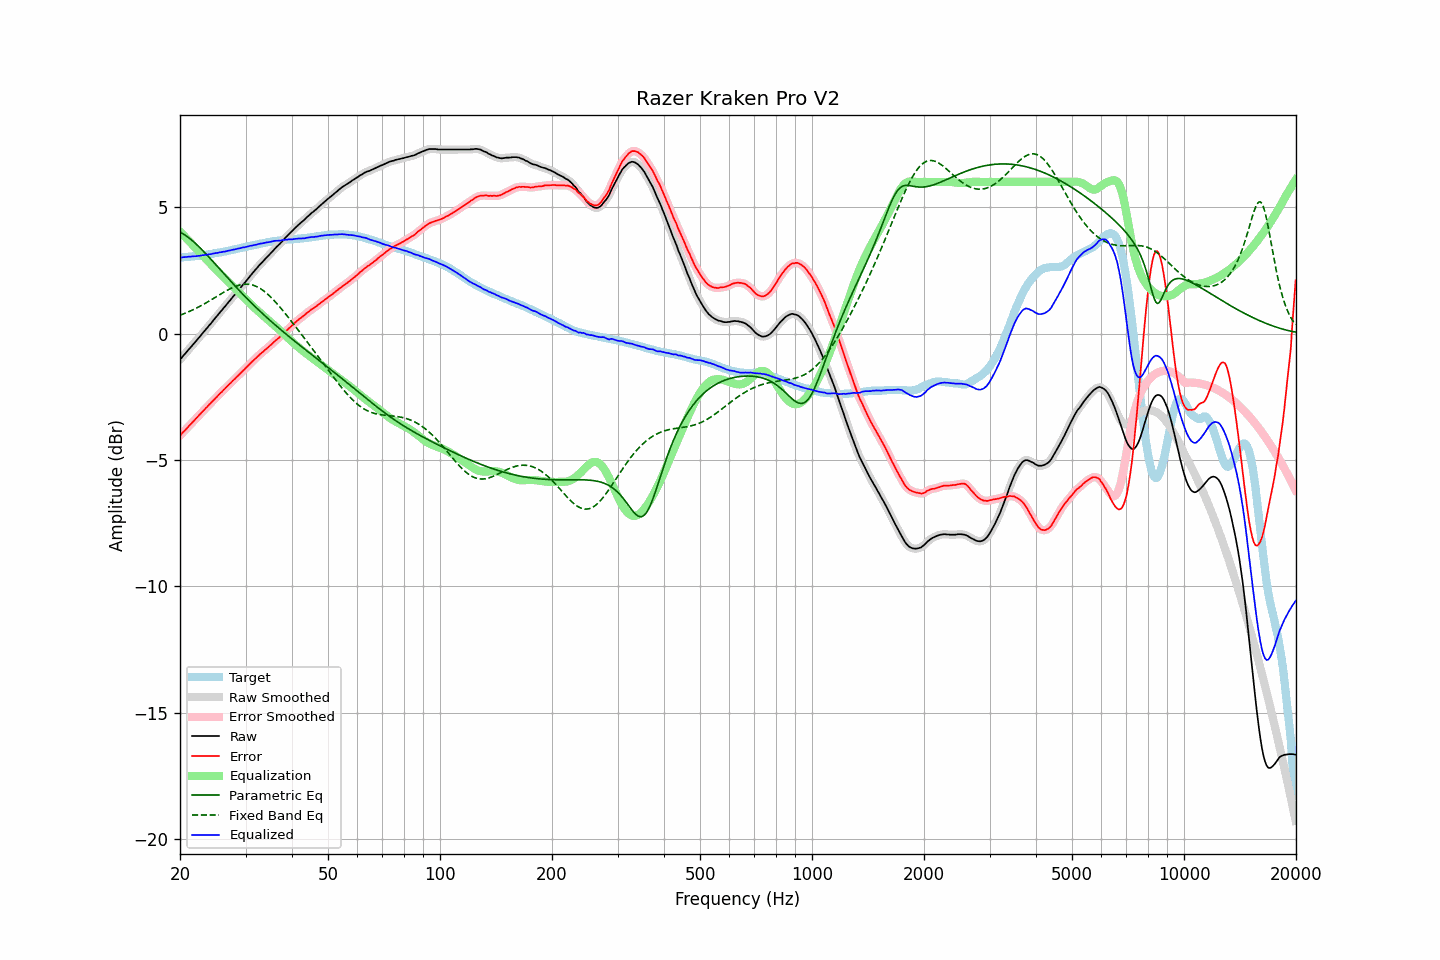 Razer Kraken Pro V2
Amplitude (dBr)
5
0
−5
−10
−15
−20
Target
Raw Smoothed
Error Smoothed
Raw
Error
Equalization
Parametric Eq
Fixed Band Eq
Equalized
20 50 100 200 500 1000 2000 5000 10000 20000
Frequency (Hz)